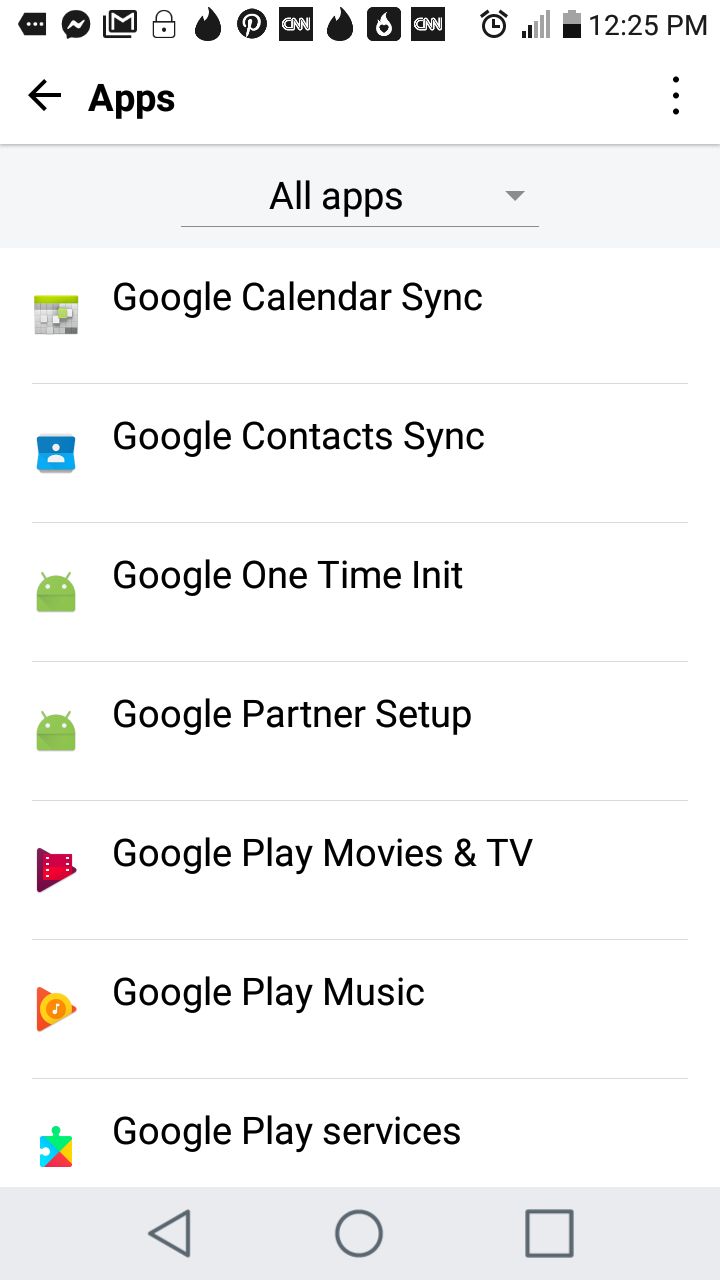 CNN CNN 12:25 PM
Apps
All apps
Google Calendar Sync
Google Contacts Sync
Google One Time Init
Google Partner Setup
Google Play Movies & TV
Google Play Music
Google Play services